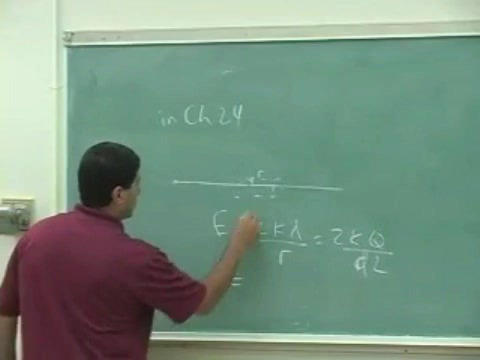 in Ch 24
r
E = 2kλ/r = 2kQ/dL
=